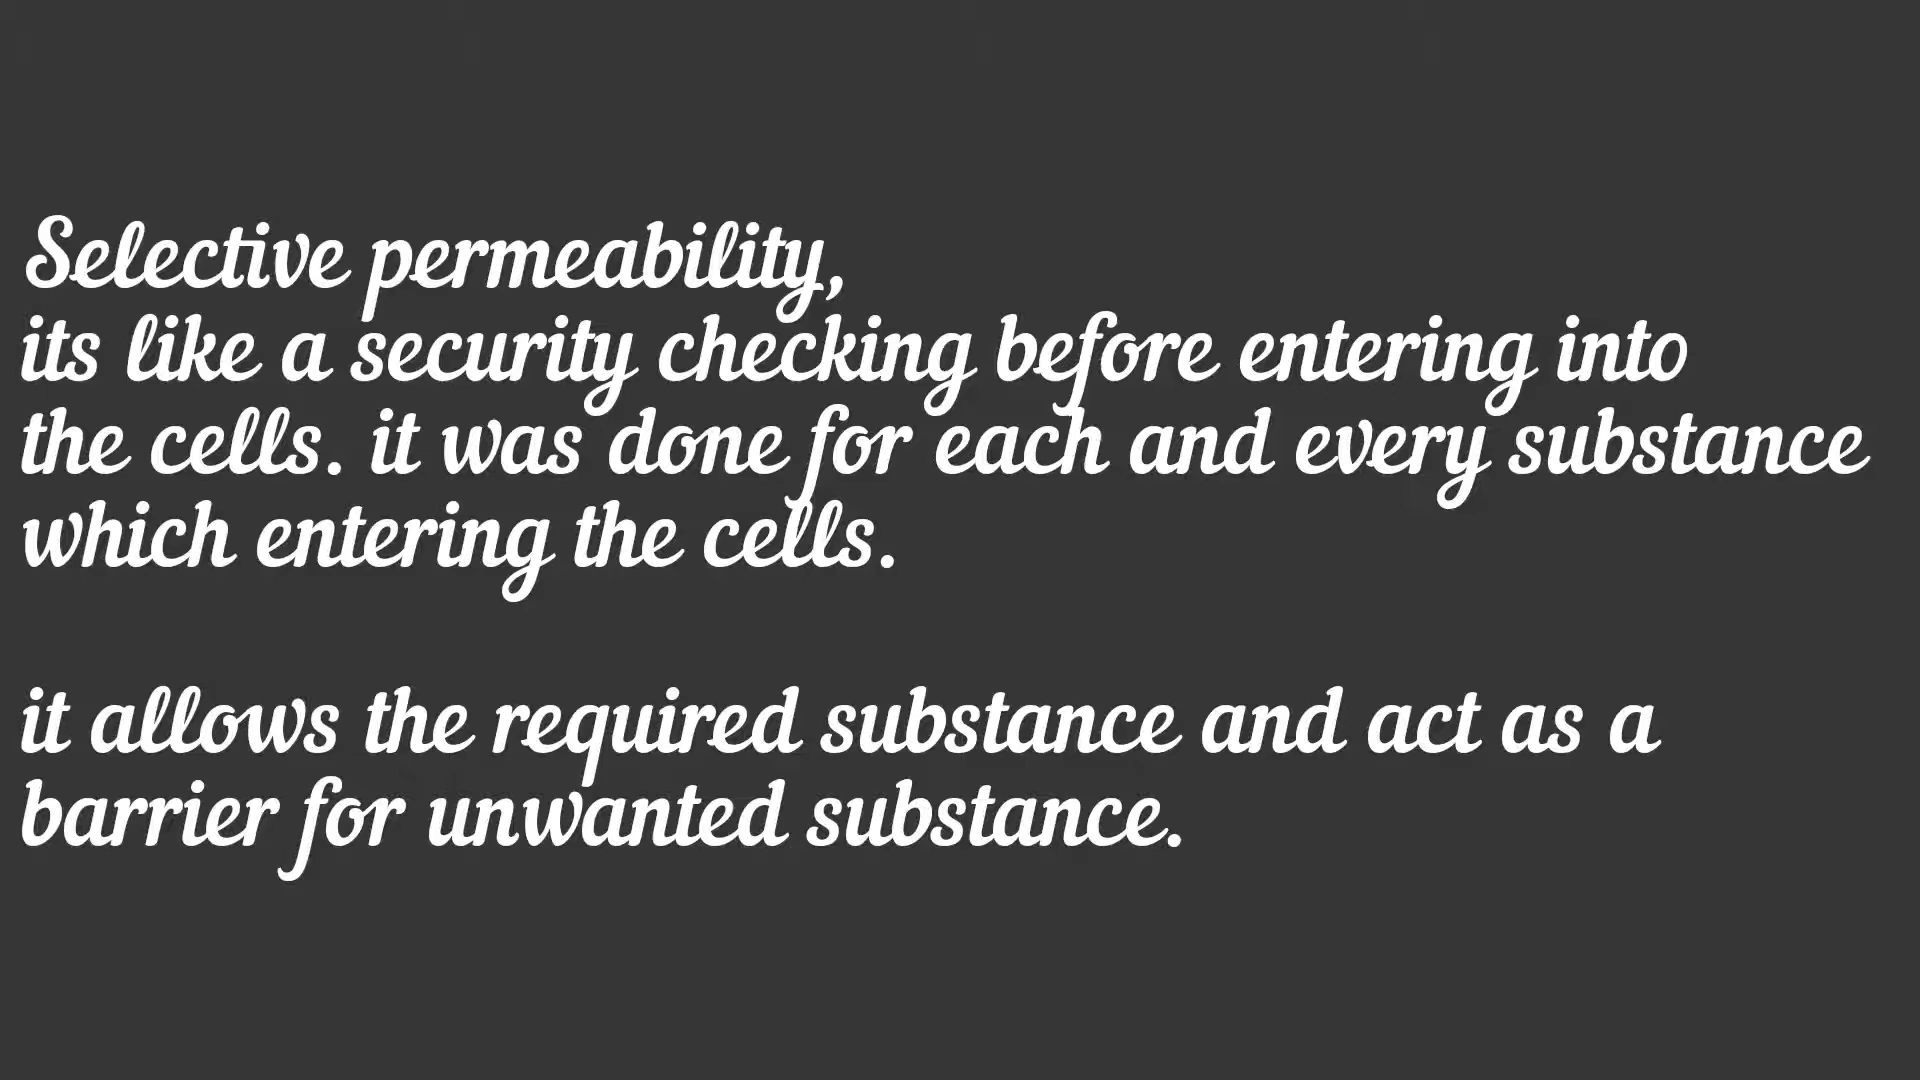 Selective permeability,
its like a security checking before entering into
the cells. it was done for each and every substance
which entering the cells.
it allows the required substance and act as a
barrier for unwanted substance.